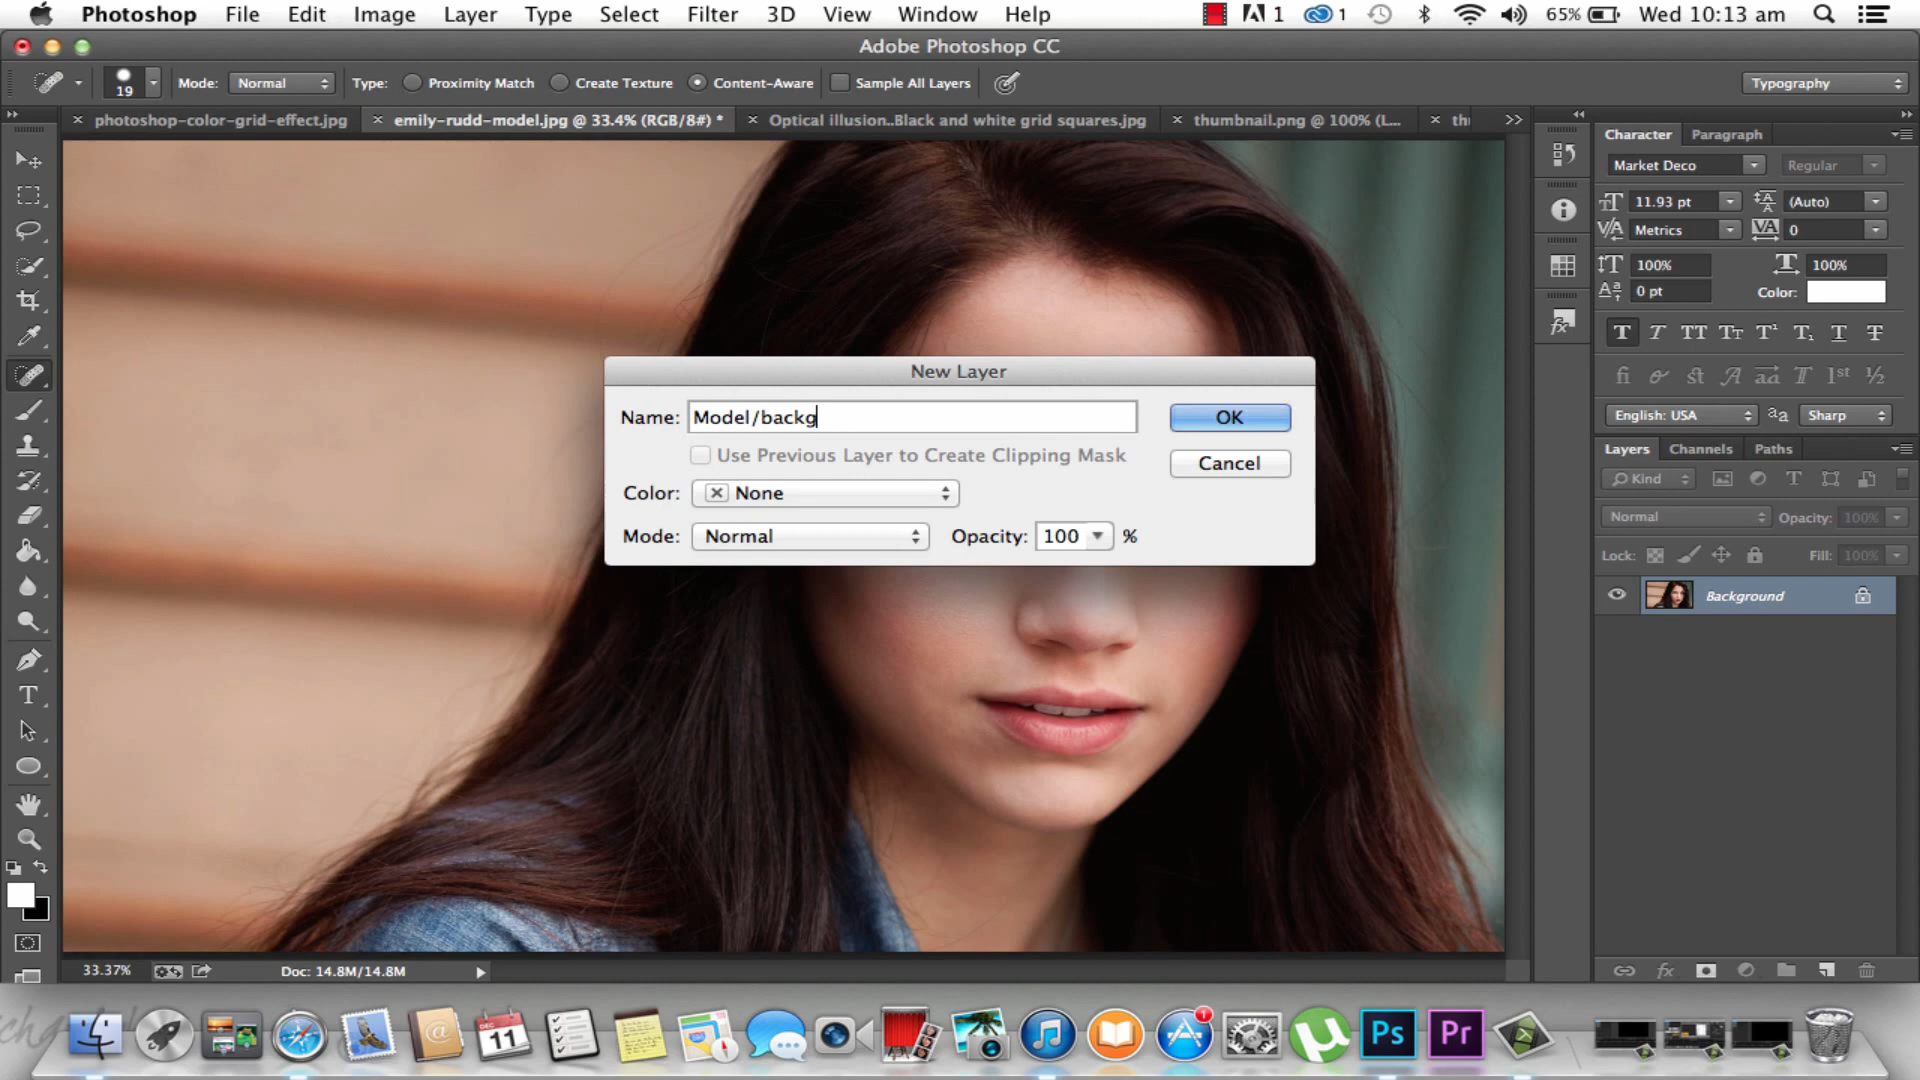 Photoshop File Edit Image Layer Type Select Filter 3D View Window Help 1 1 65% Wed 10:13 am
Adobe Photoshop CC
19 Mode: Normal Type: Proximity Match Create Texture Content-Aware Sample All Layers Typography
photoshop-color-grid-effect.jpg emily-rudd-model.jpg @ 33.4% (RGB/8#) * Optical illusion..Black and white grid squares.jpg thumbnail.png @ 100% (L... thu >>
Character Paragraph
Market Deco Regular
11.93 pt (Auto)
Metrics 0
100% 100%
0 pt Color:
English: USA Sharp
Layers Channels Paths
Kind
Normal Opacity: 100%
Lock: Fill: 100%
Background
New Layer
Name: Model/backg OK
Use Previous Layer to Create Clipping Mask
Cancel
Color: None
Mode: Normal Opacity: 100 %
33.37% Doc: 14.8M/14.8M
DEC
11
1
Ps Pr